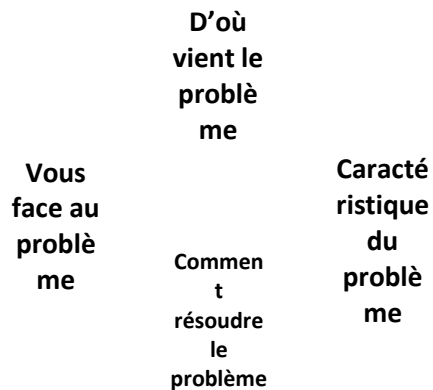 D’où
vient le
problè
me
Vous
face au
problè
me
Caracté
ristique
du
problè
me
Commen
t
résoudre
le
problème